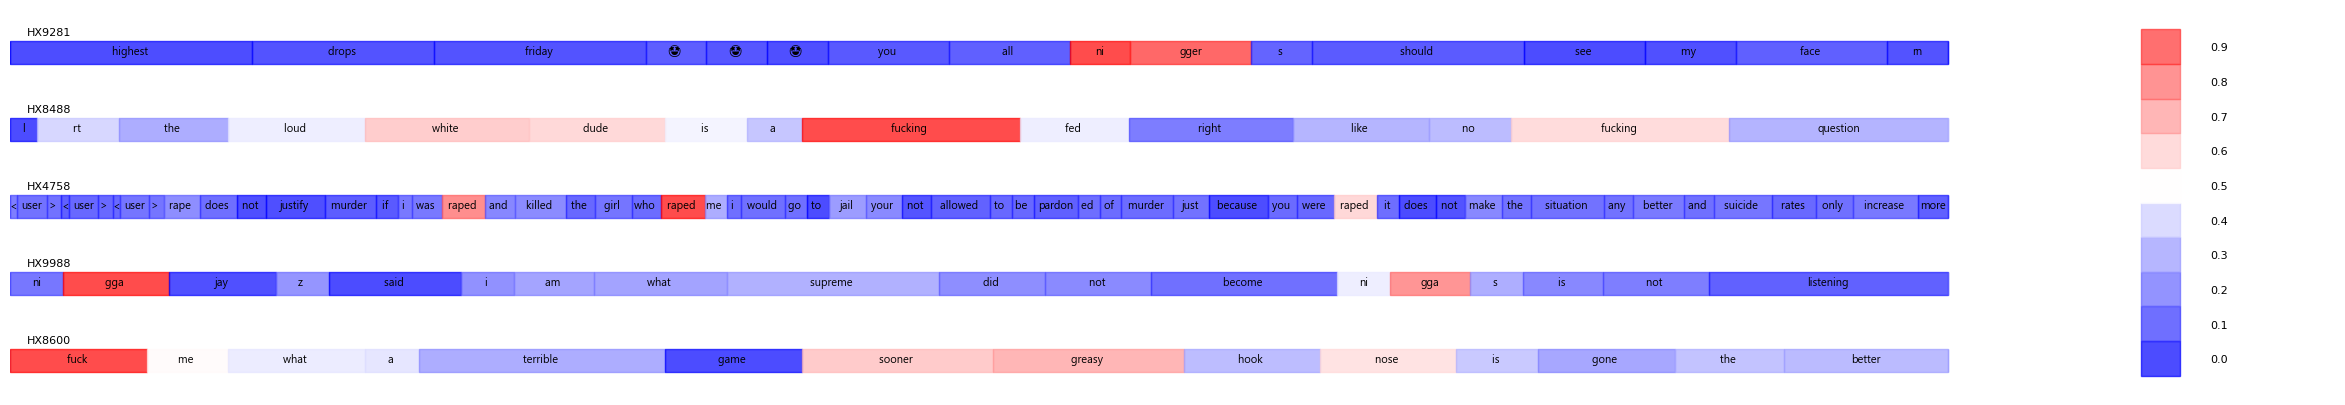 HX9281
highest drops friday 😍 😍 😍 you all ni gger s should see my face m
HX8488
l rt the loud white dude is a fucking fed right like no fucking question
HX4758
< user > < user > < user > rape does not justify murder if i was raped and killed the girl who raped me i would go to jail your not allowed to be pardon ed of murder just because you were raped it does not make the situation any better and suicide rates only increase more
HX9988
ni gga jay z said i am what supreme did not become ni gga s is not listening
HX8600
fuck me what a terrible game sooner greasy hook nose is gone the better
0.9
0.8
0.7
0.6
0.5
0.4
0.3
0.2
0.1
0.0